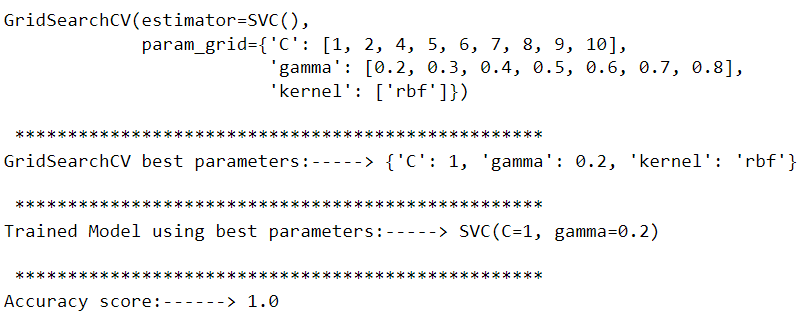 GridSearchCV(estimator=SVC(),
             param_grid={'C': [1, 2, 4, 5, 6, 7, 8, 9, 10],
                         'gamma': [0.2, 0.3, 0.4, 0.5, 0.6, 0.7, 0.8],
                         'kernel': ['rbf']})
 **************************************************
GridSearchCV best parameters:-----> {'C': 1, 'gamma': 0.2, 'kernel': 'rbf'}
 **************************************************
Trained Model using best parameters:-----> SVC(C=1, gamma=0.2)
 **************************************************
Accuracy score:------> 1.0